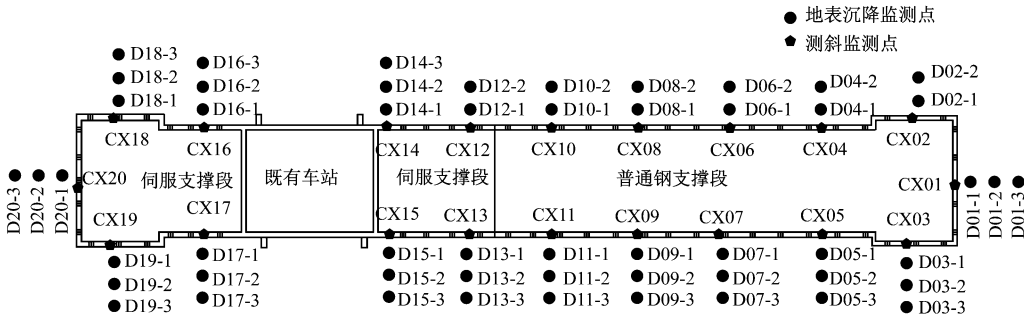 地表沉降监测点
测斜监测点
D18-3
D18-2
D18-1
D16-3
D16-2
D16-1
D14-3
D14-2
D14-1
D12-2
D12-1
D10-2
D10-1
D08-2
D08-1
D06-2
D06-1
D04-2
D04-1
D02-2
D02-1
CX18
CX16
CX14
CX12
CX10
CX08
CX06
CX04
CX02
D20-3
D20-2
D20-1
CX20
伺服支撑段
既有车站
伺服支撑段
普通钢支撑段
CX01
D01-1
D01-2
D01-3
CX19
CX17
CX15
CX13
CX11
CX09
CX07
CX05
CX03
D19-1
D19-2
D19-3
D17-1
D17-2
D17-3
D15-1
D15-2
D15-3
D13-1
D13-2
D13-3
D11-1
D11-2
D11-3
D09-1
D09-2
D09-3
D07-1
D07-2
D07-3
D05-1
D05-2
D05-3
D03-1
D03-2
D03-3